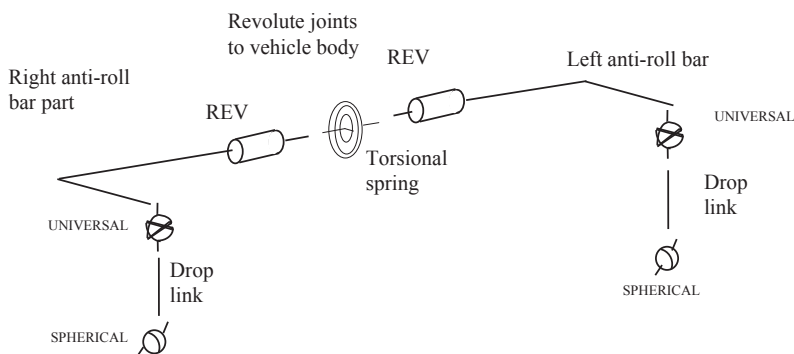 Revolute joints
to vehicle body
REV
Left anti-roll bar
Right anti-roll
bar part
REV
UNIVERSAL
Torsional
spring
Drop
link
UNIVERSAL
Drop
link
SPHERICAL
SPHERICAL